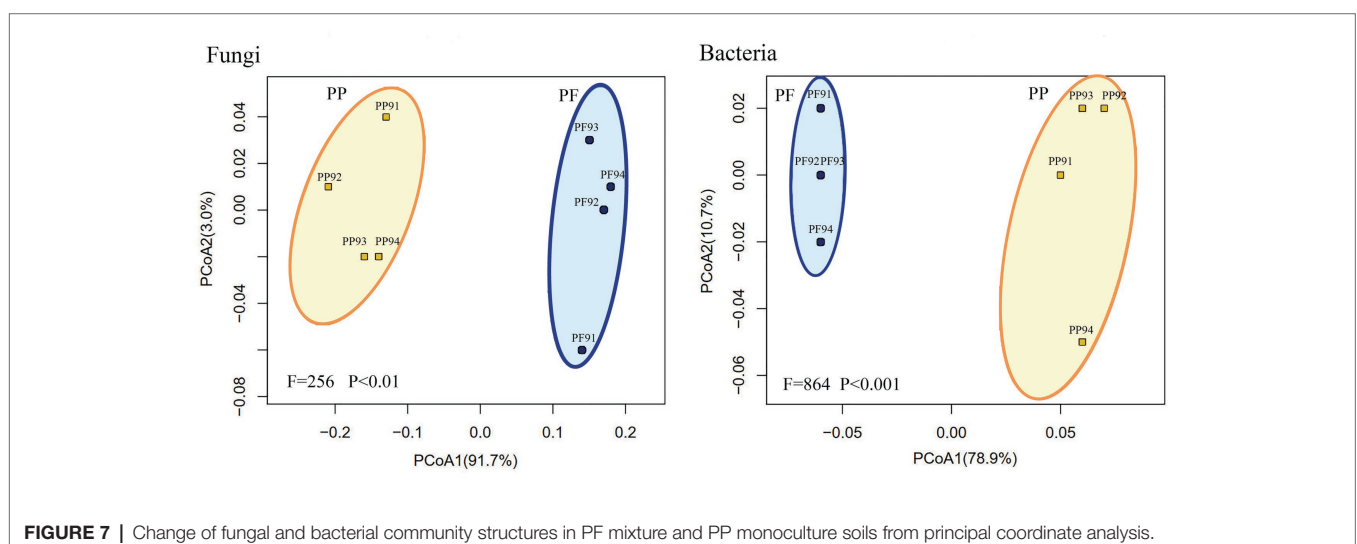 Fungi
PP
PF
PP91
PP92
PP93 PP94
PF93
PF94
PF92
PF91
F=256 P<0.01
PCoA2(3.0%)
0.04
0.00
−0.04
−0.08
−0.2 −0.1 0.0 0.1 0.2
PCoA1(91.7%)
Bacteria
PF
PP
PF91
PF92PF93
PF94
PP93 PP92
PP91
PP94
F=864 P<0.001
PCoA2(10.7%)
0.02
0.00
−0.02
−0.04
−0.06
−0.05 0.00 0.05
PCoA1(78.9%)
FIGURE 7 | Change of fungal and bacterial community structures in PF mixture and PP monoculture soils from principal coordinate analysis.